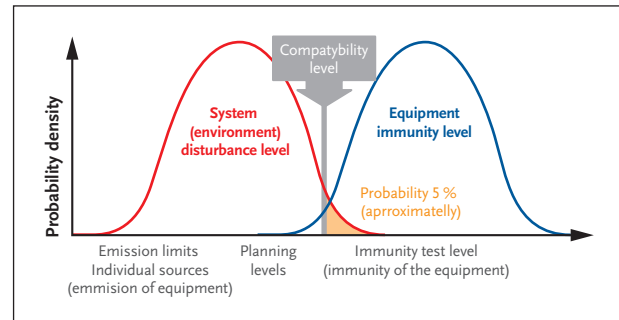 Compatybility
level
System
(environment)
disturbance level
Equipment
immunity level
Probability density
Probability 5 %
(aprroximatelly)
Emission limits
Individual sources
(emmision of equipment)
Planning
levels
Immunity test level
(immunity of the equipment)